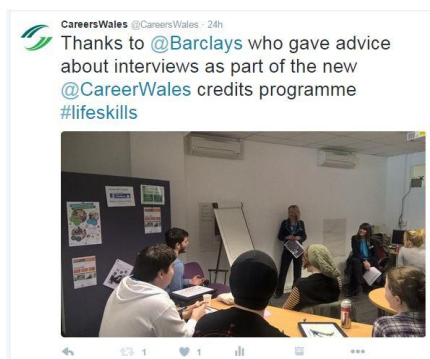 CareersWales @CareersWales · 24h
Thanks to @Barclays who gave advice
about interviews as part of the new
@CareerWales credits programme
#lifeskills
1 1